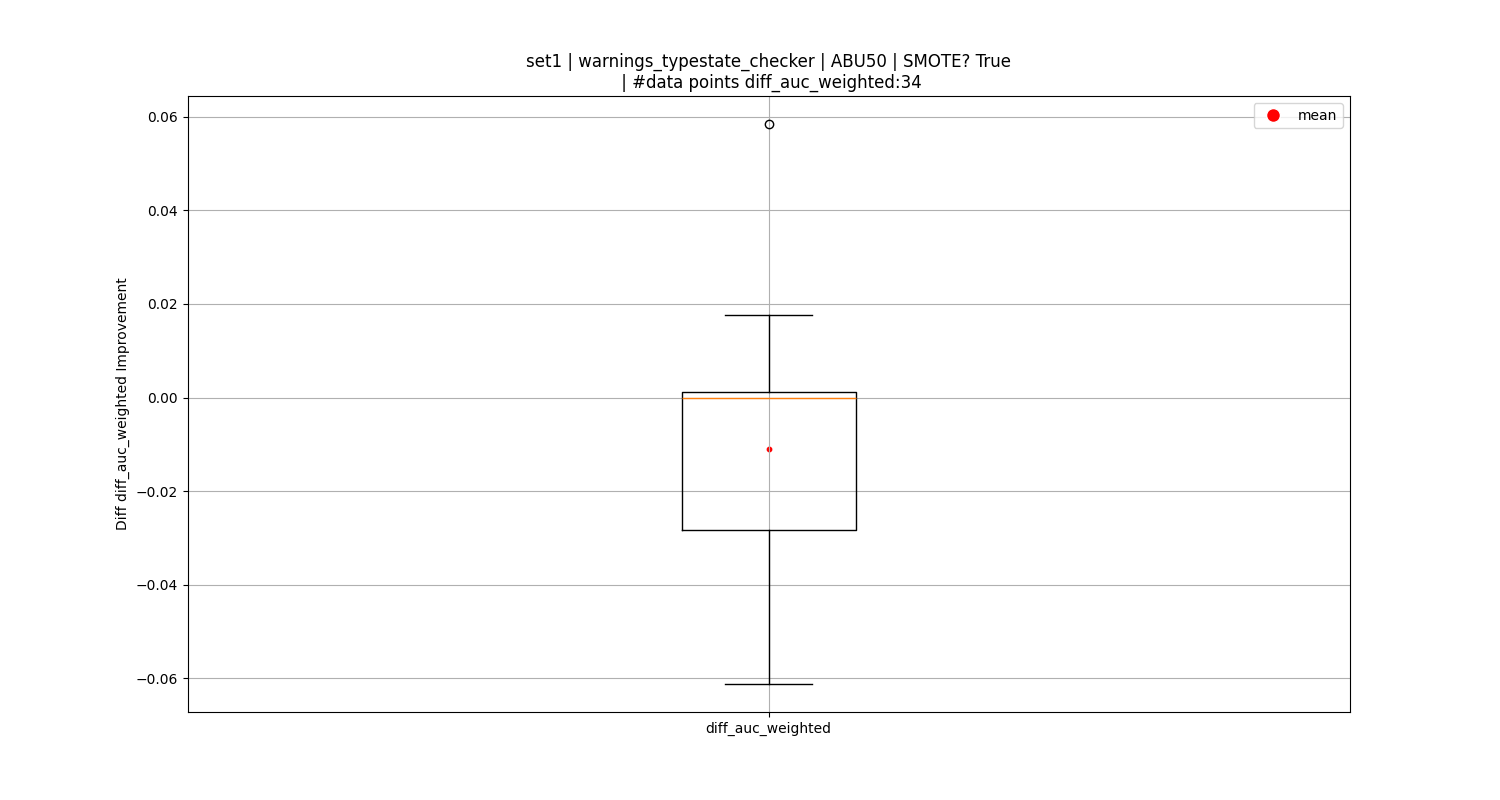 set1 | warnings_typestate_checker | ABU50 | SMOTE? True
| #data points diff_auc_weighted:34
mean
0.06
0.04
0.02
0.00
−0.02
−0.04
−0.06
Diff diff_auc_weighted Improvement
diff_auc_weighted